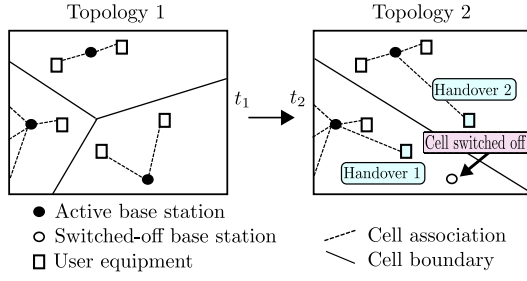 Topology 1
Topology 2
t1
t2
Handover 2
Cell switched off
Handover 1
Active base station
Switched-off base station
User equipment
Cell association
Cell boundary